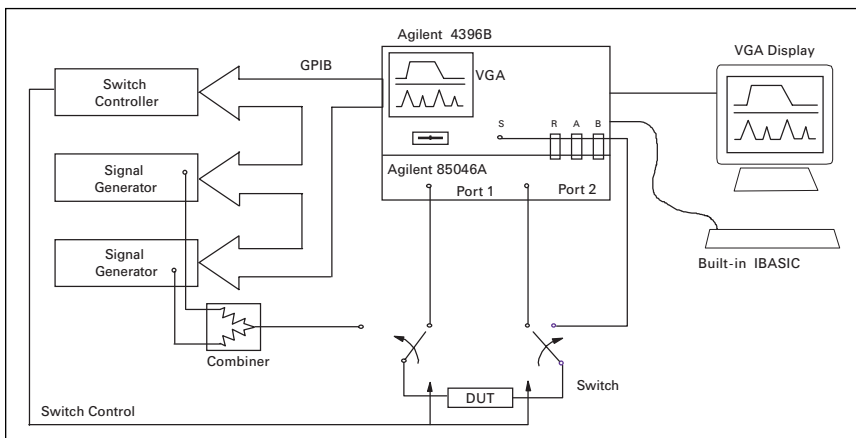 Agilent 4396B
GPIB
VGA Display
Switch
Controller
VGA
S
R
A
B
Signal
Generator
Agilent 85046A
Port 1
Port 2
Signal
Generator
Built-in IBASIC
Combiner
DUT
Switch
Switch Control